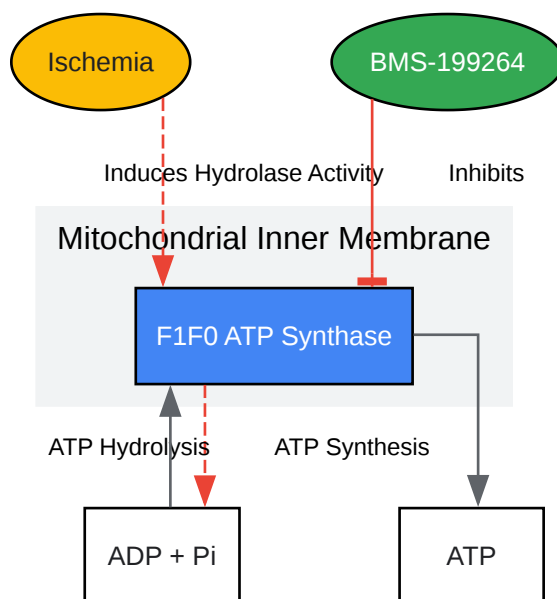 Ischemia
BMS-199264
Induces Hydrolase Activity
Inhibits
Mitochondrial Inner Membrane
F1F0 ATP Synthase
ATP Hydrolysis
ATP Synthesis
ADP + Pi
ATP